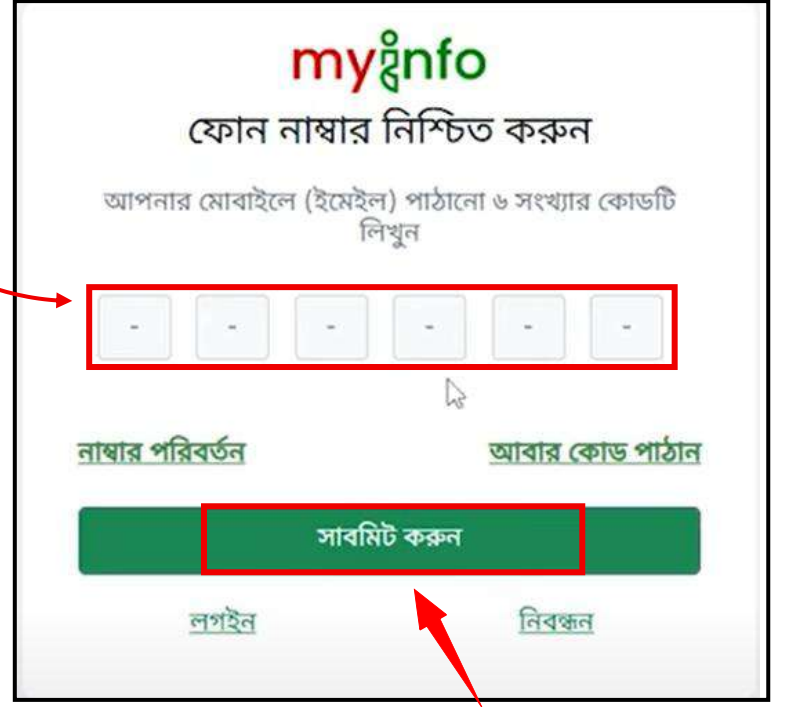 myinfo
ফোন নাম্বার নিশ্চিত করুন
আপনার মোবাইলে (ইমেইল) পাঠানো ৬ সংখ্যার কোডটি
লিখুন
- - - - - -
নাম্বার পরিবর্তন আবার কোড পাঠান
সাবমিট করুন
লগইন নিবন্ধন